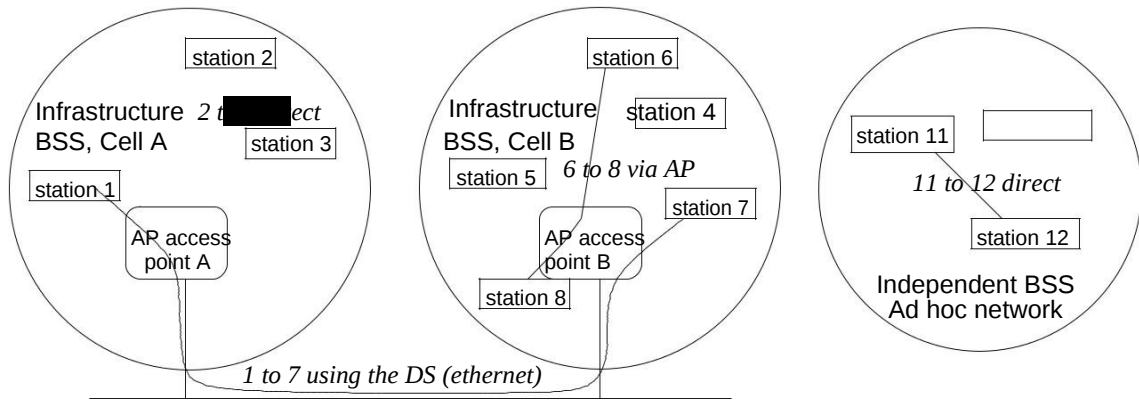 station 2
Infrastructure
BSS, Cell A
2
station 3
station 1
AP access
point A
station 6
Infrastructure
BSS, Cell B
station 4
station 5
6 to 8 via AP
station 7
AP access
point B
station 8
1 to 7 using the DS (ethernet)
station 11
11 to 12 direct
station 12
Independent BSS
Ad hoc network